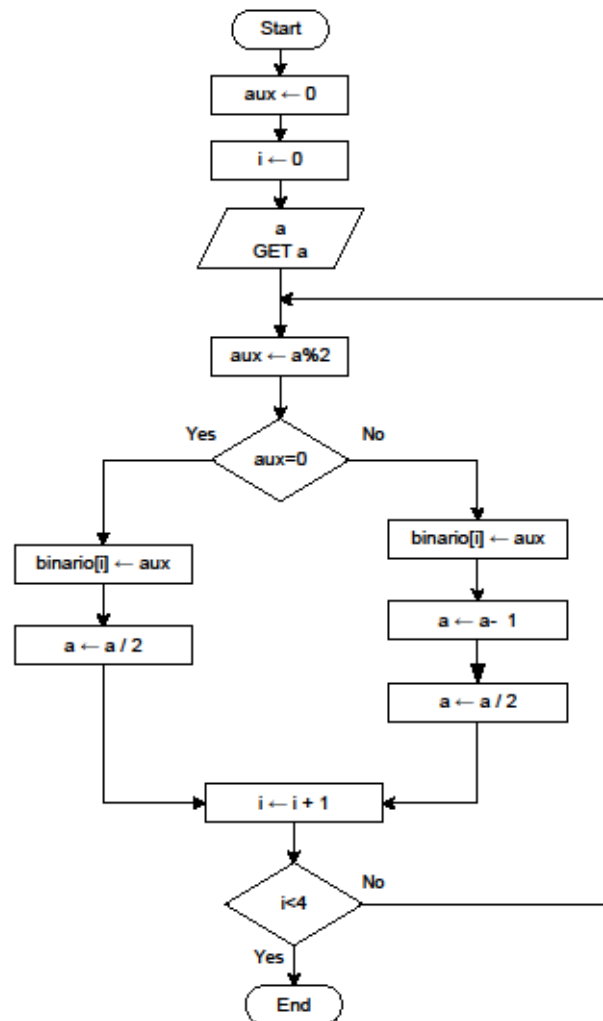 Start
aux ← 0
i ← 0
a
GET a
aux ← a%2
Yes
aux=0
No
binario[i] ← aux
a ← a / 2
binario[i] ← aux
a ← a- 1
a ← a / 2
i ← i + 1
i<4
No
Yes
End